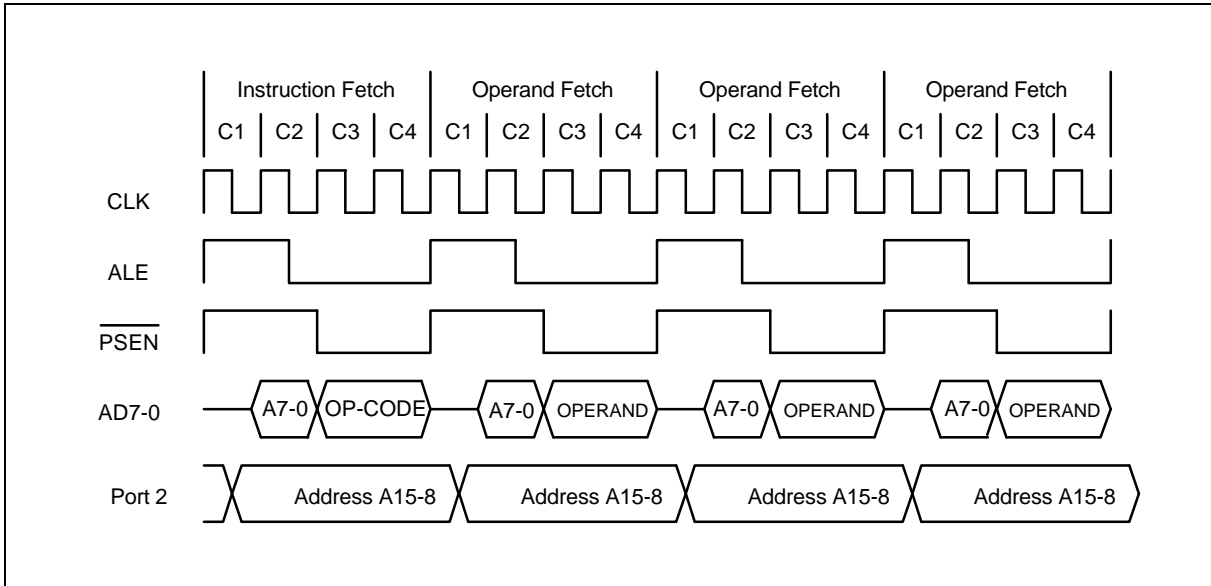 Instruction Fetch Operand Fetch Operand Fetch Operand Fetch
C1 C2 C3 C4 C1 C2 C3 C4 C1 C2 C3 C4 C1 C2 C3 C4
CLK
ALE
PSEN
AD7-0 A7-0 OP-CODE A7-0 OPERAND A7-0 OPERAND A7-0 OPERAND
Port 2 Address A15-8 Address A15-8 Address A15-8 Address A15-8